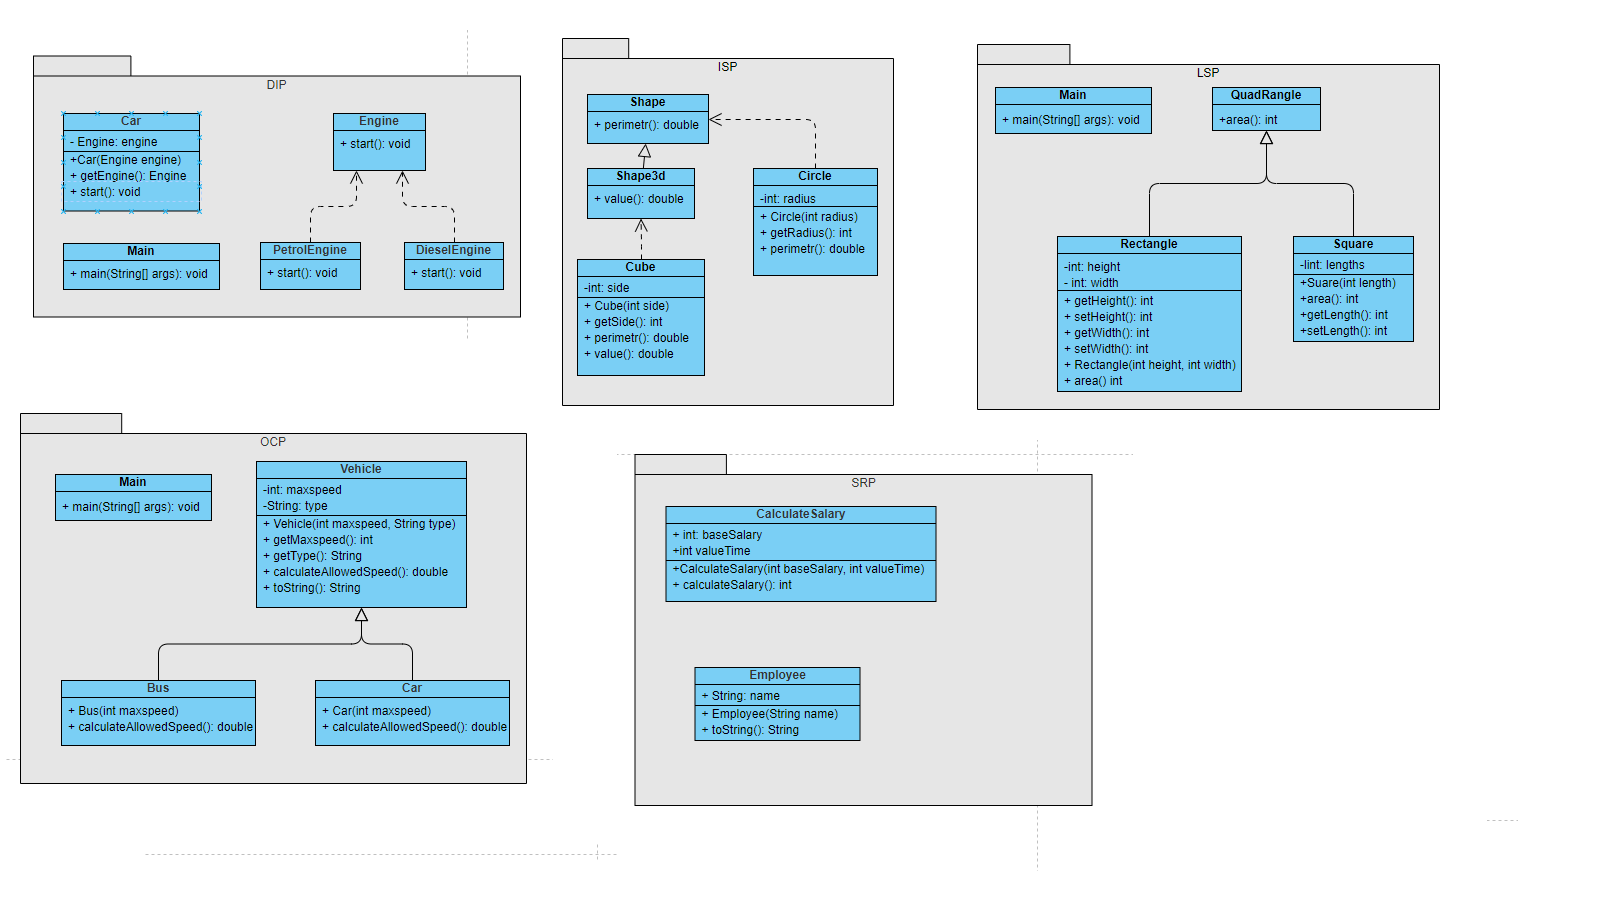 DIP
Car
- Engine: engine
+Car(Engine engine)
+ getEngine(): Engine
+ start(): void
Engine
+ start(): void
Main
+ main(String[] args): void
PetrolEngine
+ start(): void
DieselEngine
+ start(): void
ISP
Shape
+ perimetr(): double
Shape3d
+ value(): double
Circle
-int: radius
+ Circle(int radius)
+ getRadius(): int
+ perimetr(): double
Cube
-int: side
+ Cube(int side)
+ getSide(): int
+ perimetr(): double
+ value(): double
LSP
Main
+ main(String[] args): void
QuadRangle
+area(): int
Rectangle
-int: height
- int: width
+ getHeight(): int
+ setHeight(): int
+ getWidth(): int
+ setWidth(): int
+ Rectangle(int height, int width)
+ area() int
Square
-lint: lengths
+Suare(int length)
+area(): int
+getLength(): int
+setLength(): int
OCP
Main
+ main(String[] args): void
Vehicle
-int: maxspeed
-String: type
+ Vehicle(int maxspeed, String type)
+ getMaxspeed(): int
+ getType(): String
+ calculateAllowedSpeed(): double
+ toString(): String
Bus
+ Bus(int maxspeed)
+ calculateAllowedSpeed(): double
Car
+ Car(int maxspeed)
+ calculateAllowedSpeed(): double
SRP
CalculateSalary
+ int: baseSalary
+int valueTime
+CalculateSalary(int baseSalary, int valueTime)
+ calculateSalary(): int
Employee
+ String: name
+ Employee(String name)
+ toString(): String